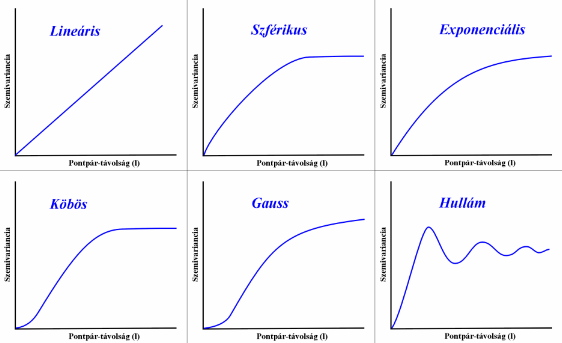 Lineáris
Szemivariancia
Pontpár-távolság (l)
Szférikus
Szemivariancia
Pontpár-távolság (l)
Exponenciális
Szemivariancia
Pontpár-távolság (l)
Köbös
Szemivariancia
Pontpár-távolság (l)
Gauss
Szemivariancia
Pontpár-távolság (l)
Hullám
Szemivariancia
Pontpár-távolság (l)